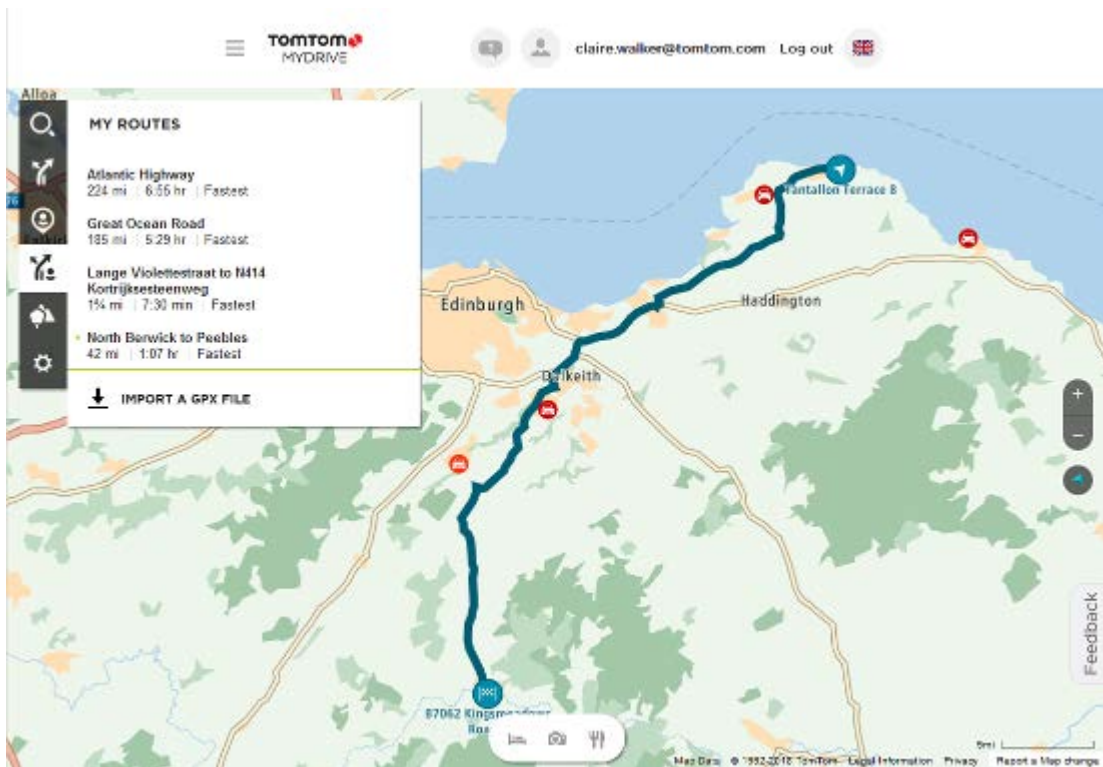 TOMTOM
MYDRIVE
claire.walker@tomtom.com Log out
Alloa
MY ROUTES
Atlantic Highway
224 mi | 6:55 hr | Fastest
Great Ocean Road
185 mi | 5:29 hr | Fastest
Lange Violettestraat to N414
Kortrijksesteenweg
1¾ mi | 7:30 min | Fastest
North Berwick to Peebles
42 mi | 1:07 hr | Fastest
IMPORT A GPX FILE
Tantallon Terrace 8
Edinburgh
Haddington
Dalkeith
+
−
Feedback
5mi
Map Data © 1992-2018 TomTom Legal Information Privacy Report a Map change